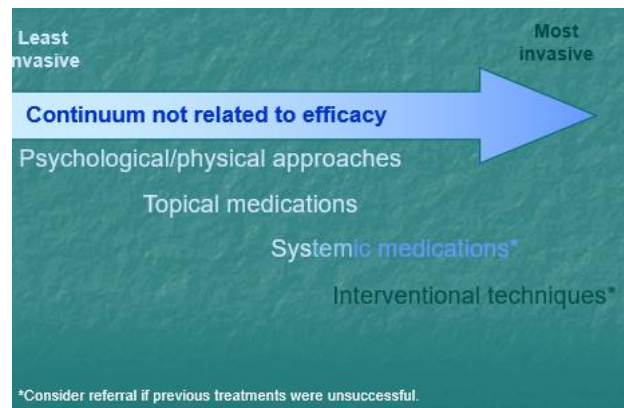 Least
nvasive
Most
invasive
Continuum not related to efficacy
Psychological/physical approaches
Topical medications
Systemic medications*
Interventional techniques*
*Consider referral if previous treatments were unsuccessful.